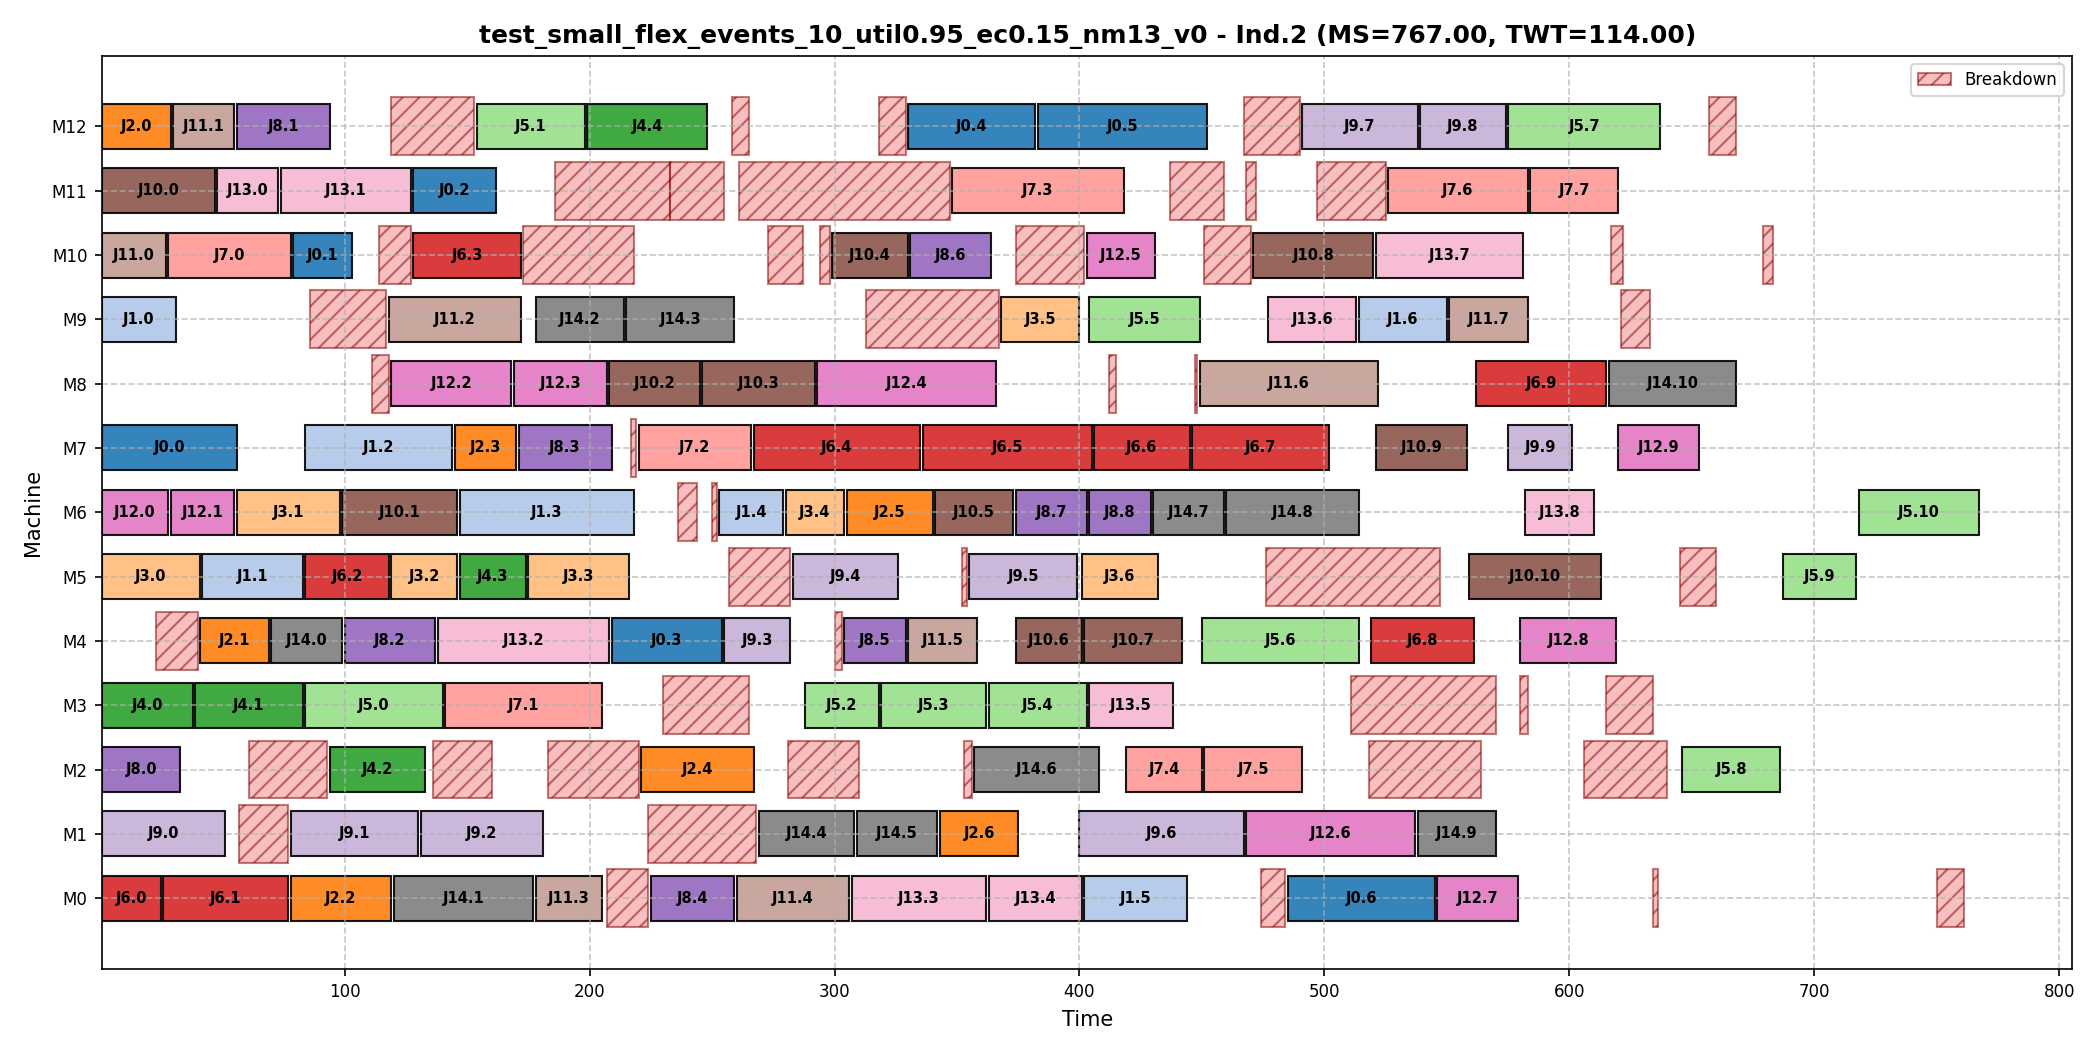 test_small_flex_events_10_util0.95_ec0.15_nm13_v0 - Ind.2 (MS=767.00, TWT=114.00)
Breakdown
M12 J2.0 J11.1 J8.1 J5.1 J4.4 J0.4 J0.5 J9.7 J9.8 J5.7
M11 J10.0 J13.0 J13.1 J0.2 J7.3 J7.6 J7.7
M10 J11.0 J7.0 J0.1 J6.3 J10.4 J8.6 J12.5 J10.8 J13.7
M9 J1.0 J11.2 J14.2 J14.3 J3.5 J5.5 J13.6 J1.6 J11.7
M8 J12.2 J12.3 J10.2 J10.3 J12.4 J11.6 J6.9 J14.10
M7 J0.0 J1.2 J2.3 J8.3 J7.2 J6.4 J6.5 J6.6 J6.7 J10.9 J9.9 J12.9
M6 J12.0 J12.1 J3.1 J10.1 J1.3 J1.4 J3.4 J2.5 J10.5 J8.7 J8.8 J14.7 J14.8 J13.8 J5.10
M5 J3.0 J1.1 J6.2 J3.2 J4.3 J3.3 J9.4 J9.5 J3.6 J10.10 J5.9
M4 J2.1 J14.0 J8.2 J13.2 J0.3 J9.3 J8.5 J11.5 J10.6 J10.7 J5.6 J6.8 J12.8
M3 J4.0 J4.1 J5.0 J7.1 J5.2 J5.3 J5.4 J13.5
M2 J8.0 J4.2 J2.4 J14.6 J7.4 J7.5 J5.8
M1 J9.0 J9.1 J9.2 J14.4 J14.5 J2.6 J9.6 J12.6 J14.9
M0 J6.0 J6.1 J2.2 J14.1 J11.3 J8.4 J11.4 J13.3 J13.4 J1.5 J0.6 J12.7
Machine
100 200 300 400 500 600 700 800
Time